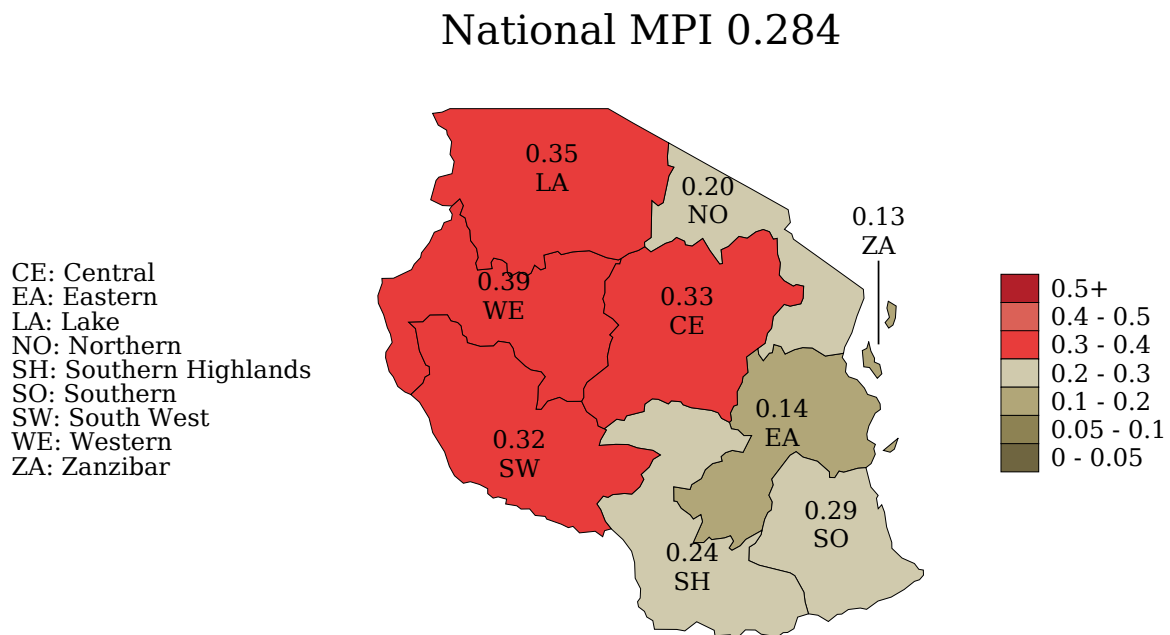 National MPI 0.284
0.35
LA
0.20
NO
0.13
ZA
CE: Central
EA: Eastern
LA: Lake
NO: Northern
SH: Southern Highlands
SO: Southern
SW: South West
WE: Western
ZA: Zanzibar
0.39
WE
0.33
CE
0.14
EA
0.32
SW
0.29
SO
0.24
SH
0.5+
0.4 - 0.5
0.3 - 0.4
0.2 - 0.3
0.1 - 0.2
0.05 - 0.1
0 - 0.05